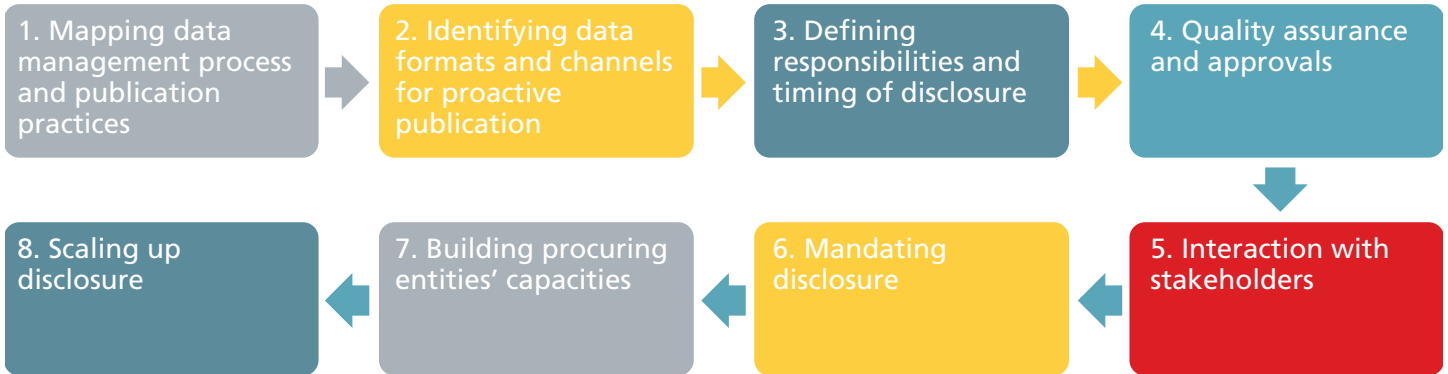 1. Mapping data
management process
and publication
practices
2. Identifying data
formats and channels
for proactive
publication
3. Defining
responsibilities and
timing of disclosure
4. Quality assurance
and approvals
5. Interaction with
stakeholders
6. Mandating
disclosure
7. Building procuring
entities’ capacities
8. Scaling up
disclosure